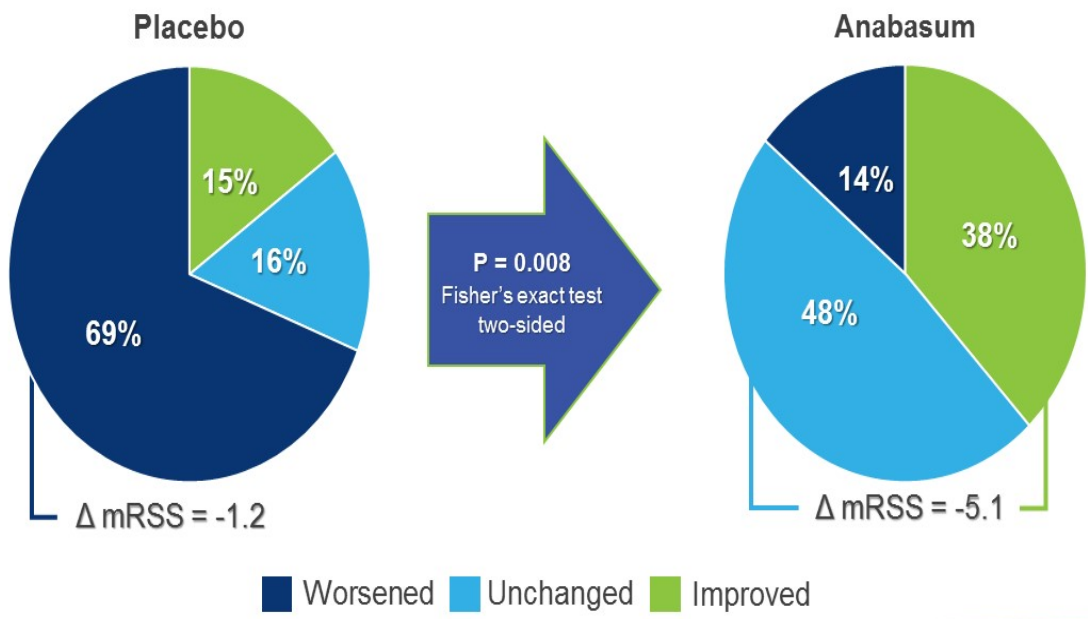 Placebo
Anabasum
15%
16%
69%
P = 0.008
Fisher's exact test
two-sided
14%
38%
48%
Δ mRSS = -1.2
Δ mRSS = -5.1
Worsened
Unchanged
Improved